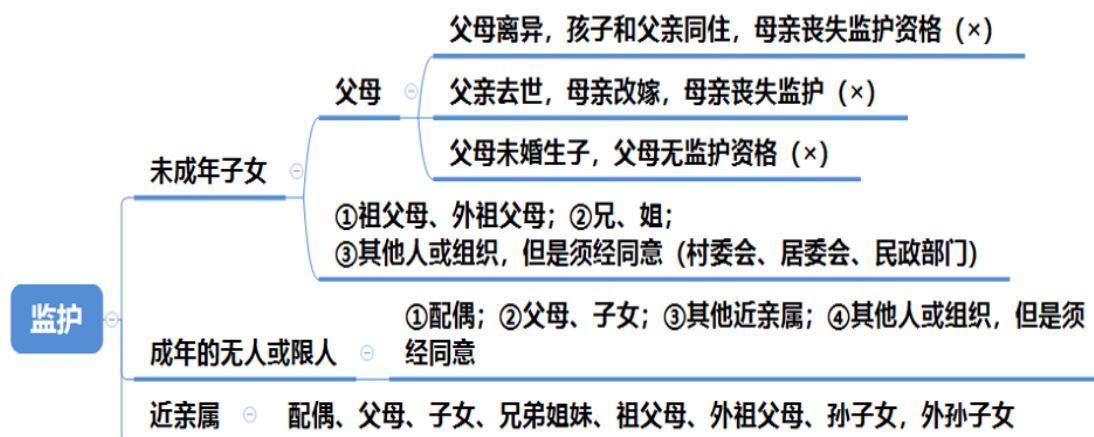 父母离异，孩子和父亲同住，母亲丧失监护资格（×）
父母
父亲去世，母亲改嫁，母亲丧失监护（×）
父母未婚生子，父母无监护资格（×）
未成年子女
①祖父母、外祖父母；②兄、姐；
③其他人或组织，但是须经同意（村委会、居委会、民政部门）
监护
①配偶；②父母、子女；③其他近亲属；④其他人或组织，但是须
经同意
成年的无人或限人
近亲属
配偶、父母、子女、兄弟姐妹、祖父母、外祖父母、孙子女，外孙子女